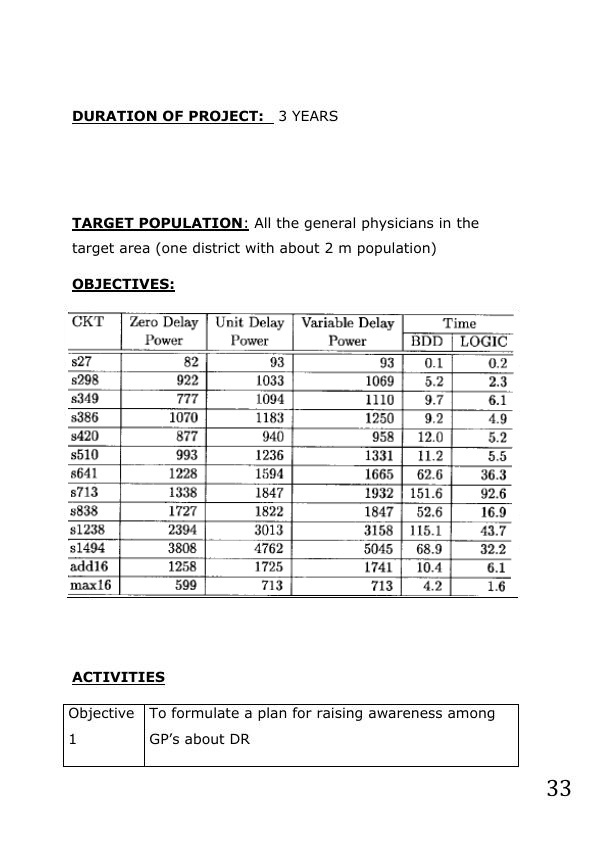 DURATION OF PROJECT: 3 YEARS
TARGET POPULATION: All the general physicians in the
target area (one district with about 2 m population)
OBJECTIVES:
CKT Zero Delay Power Unit Delay Power Variable Delay Power Time
BDD LOGIC
s27 82 93 93 0.1 0.2
s298 922 1033 1069 5.2 2.3
s349 777 1094 1110 9.7 6.1
s386 1070 1183 1250 9.2 4.9
s420 877 940 958 12.0 5.2
s510 993 1236 1331 11.2 5.5
s641 1228 1594 1665 62.6 36.3
s713 1338 1847 1932 151.6 92.6
s838 1727 1822 1847 52.6 16.9
s1238 2394 3013 3158 115.1 43.7
s1494 3808 4762 5045 68.9 32.2
add16 1258 1725 1741 10.4 6.1
max16 599 713 713 4.2 1.6
ACTIVITIES
Objective To formulate a plan for raising awareness among
1 GP’s about DR
33